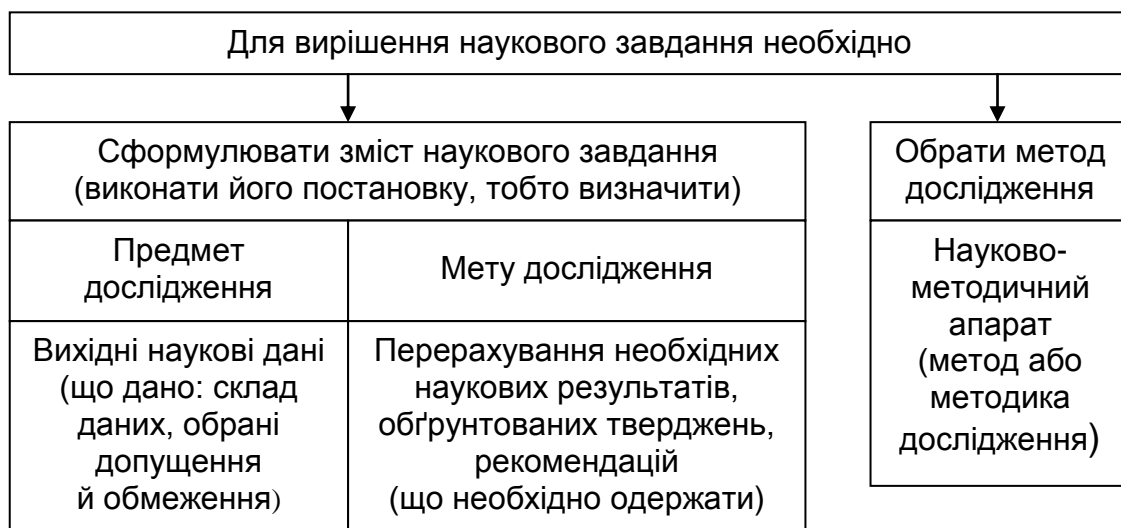 Для вирішення наукового завдання необхідно
Сформулювати зміст наукового завдання
(виконати його постановку, тобто визначити)
Предмет
дослідження
Мету дослідження
Вихідні наукові дані
(що дано: склад
даних, обрані
допущення
й обмеження)
Перерахування необхідних
наукових результатів,
обґрунтованих тверджень,
рекомендацій
(що необхідно одержати)
Обрати метод
дослідження
Науково-
методичний
апарат
(метод або
методика
дослідження)